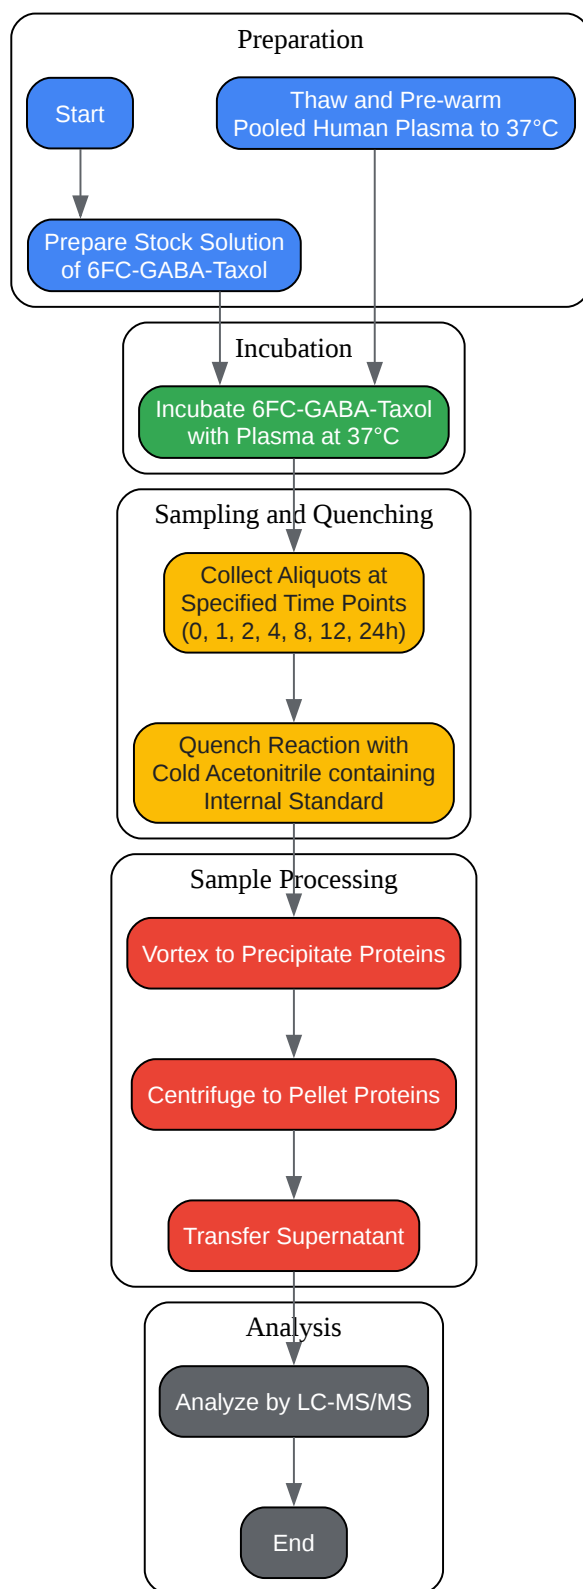 Preparation
Start
Thaw and Pre-warm
Pooled Human Plasma to 37°C
Prepare Stock Solution
of 6FC-GABA-Taxol
Incubation
Incubate 6FC-GABA-Taxol
with Plasma at 37°C
Sampling and Quenching
Collect Aliquots at
Specified Time Points
(0, 1, 2, 4, 8, 12, 24h)
Quench Reaction with
Cold Acetonitrile containing
Internal Standard
Sample Processing
Vortex to Precipitate Proteins
Centrifuge to Pellet Proteins
Transfer Supernatant
Analysis
Analyze by LC-MS/MS
End